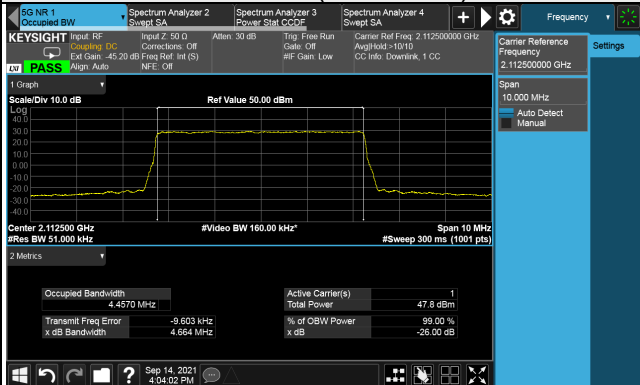 5G NR 1
Occupied BW
Spectrum Analyzer 2
Swept SA
Spectrum Analyzer 3
Power Stat CCDF
Spectrum Analyzer 4
Swept SA
Frequency
KEYSIGHT
Input: RF
Coupling: DC
Ext Gain: -45.20 dB
Align: Auto
LXI
PASS
Input Z: 50 Ω
Corrections: Off
Freq Ref: Int (S)
NFE: Off
Atten: 30 dB
Trig: Free Run
Gate: Off
#IF Gain: Low
Carrier Ref Freq: 2.112500000 GHz
Avg|Hold:>10/10
CC Info: Downlink, 1 CC
Carrier Reference
Frequency
2.112500000 GHz
Settings
Span
10.000 MHz
Auto Detect
Manual
1 Graph
Scale/Div 10.0 dB
Ref Value 50.00 dBm
Log
40.0
30.0
20.0
10.0
0.00
-10.0
-20.0
-30.0
-40.0
Center 2.112500 GHz
#Video BW 160.00 kHz*
Span 10 MHz
#Res BW 51.000 kHz
#Sweep 300 ms (1001 pts)
2 Metrics
Occupied Bandwidth
4.4570 MHz
Active Carrier(s) 1
Total Power 47.8 dBm
Transmit Freq Error -9.603 kHz
x dB Bandwidth 4.664 MHz
% of OBW Power 99.00 %
x dB -26.00 dB
Sep 14, 2021
4:04:02 PM